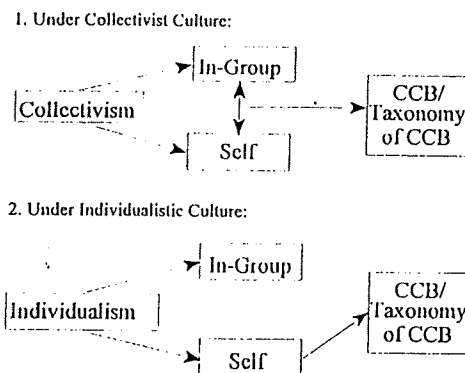 1. Under Collectivist Culture:
In-Group
Collectivism
CCB/
Taxonomy
of CCB
Self
2. Under Individualistic Culture:
In-Group
Individualism
CCB/
Taxonomy
of CCB
Self